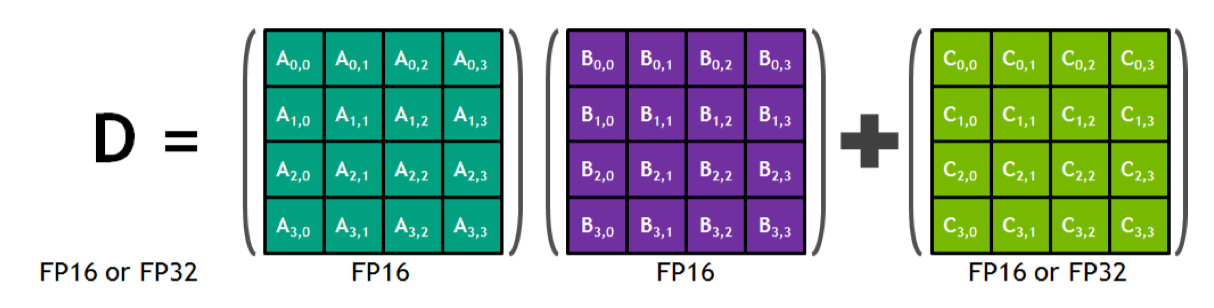 A0,0 A0,1 A0,2 A0,3 B0,0 B0,1 B0,2 B0,3 C0,0 C0,1 C0,2 C0,3
A1,0 A1,1 A1,2 A1,3 B1,0 B1,1 B1,2 B1,3 C1,0 C1,1 C1,2 C1,3
D =
A2,0 A2,1 A2,2 A2,3 B2,0 B2,1 B2,2 B2,3 C2,0 C2,1 C2,2 C2,3
A3,0 A3,1 A3,2 A3,3 B3,0 B3,1 B3,2 B3,3 C3,0 C3,1 C3,2 C3,3
FP16 or FP32 FP16 FP16 FP16 or FP32